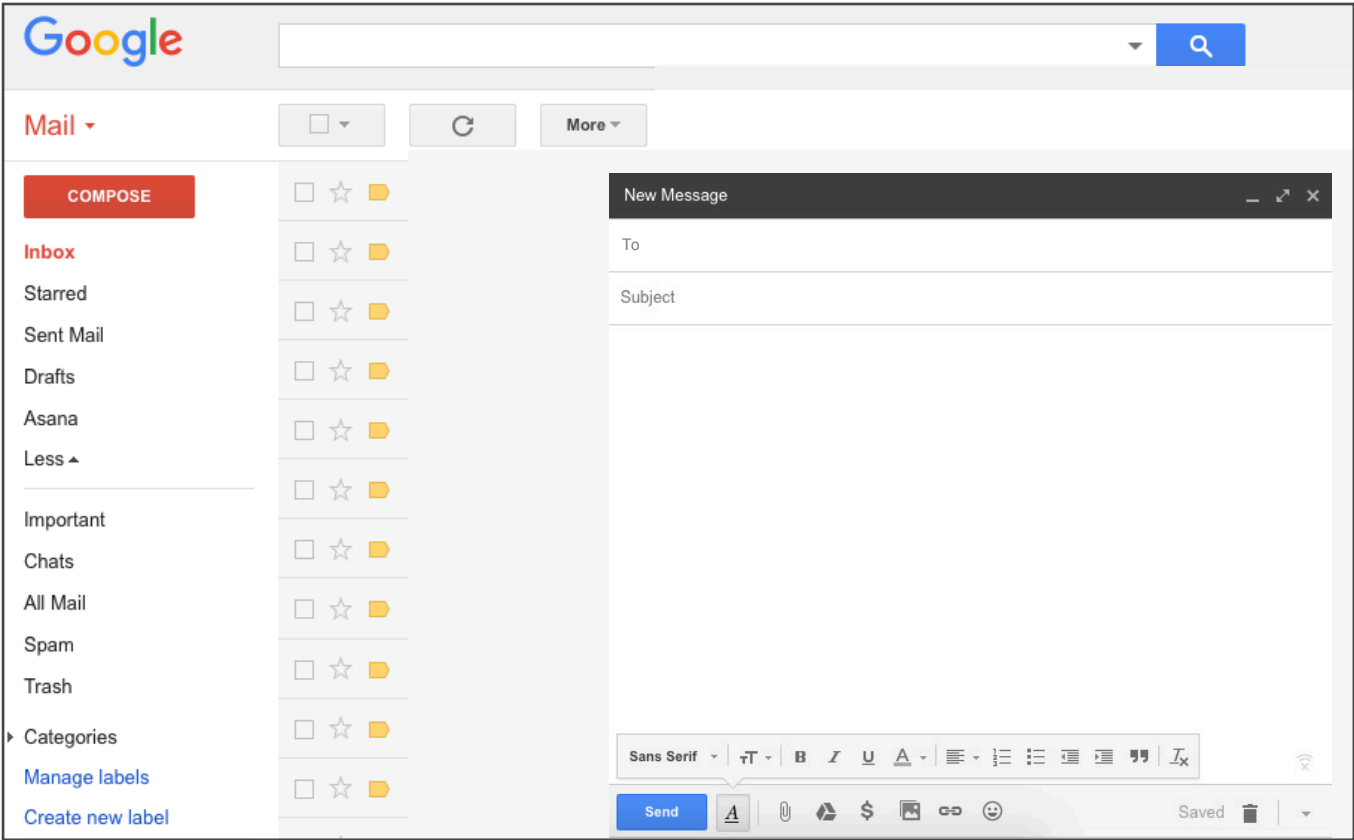 Google
Mail
More
COMPOSE
Inbox
Starred
Sent Mail
Drafts
Asana
Less
Important
Chats
All Mail
Spam
Trash
Categories
Manage labels
Create new label
New Message
To
Subject
Sans Serif
Send
Saved